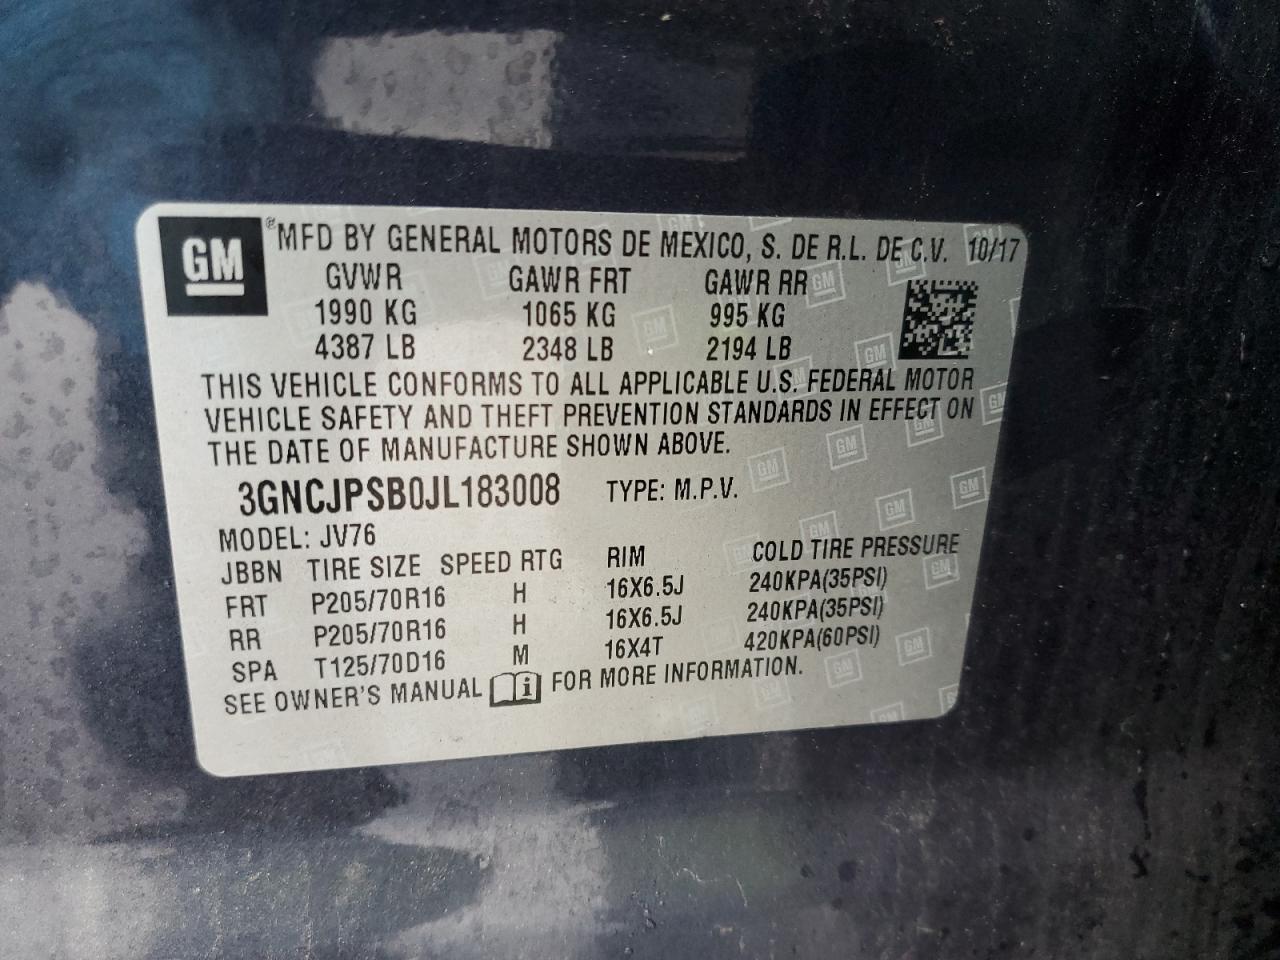 GM
®MFD BY GENERAL MOTORS DE MEXICO, S. DE R.L. DE C.V. 10/17
GVWR GAWR FRT GAWR RR
1990 KG 1065 KG 995 KG
4387 LB 2348 LB 2194 LB
THIS VEHICLE CONFORMS TO ALL APPLICABLE U.S. FEDERAL MOTOR
VEHICLE SAFETY AND THEFT PREVENTION STANDARDS IN EFFECT ON
THE DATE OF MANUFACTURE SHOWN ABOVE.
3GNCJPSB0JL183008 TYPE: M.P.V.
MODEL: JV76
JBBN TIRE SIZE SPEED RTG RIM COLD TIRE PRESSURE
FRT P205/70R16 H 16X6.5J 240KPA(35PSI)
RR P205/70R16 H 16X6.5J 240KPA(35PSI)
SPA T125/70D16 M 16X4T 420KPA(60PSI)
SEE OWNER'S MANUAL i FOR MORE INFORMATION.